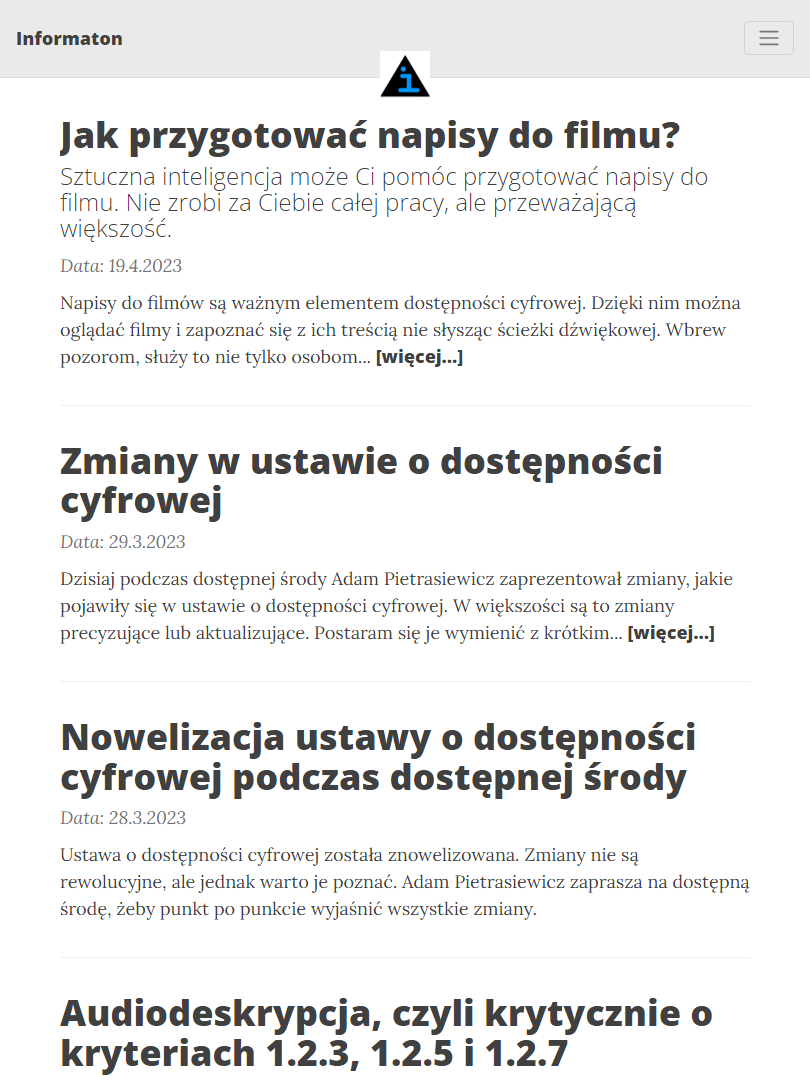 Informaton
i
Jak przygotować napisy do filmu?
Sztuczna inteligencja może Ci pomóc przygotować napisy do
filmu. Nie zrobi za Ciebie całej pracy, ale przeważającą
większość.
Data: 19.4.2023
Napisy do filmów są ważnym elementem dostępności cyfrowej. Dzięki nim można
oglądać filmy i zapoznać się z ich treścią nie słysząc ścieżki dźwiękowej. Wbrew
pozorom, służy to nie tylko osobom... [więcej...]
Zmiany w ustawie o dostępności
cyfrowej
Data: 29.3.2023
Dzisiaj podczas dostępnej środy Adam Pietrasiewicz zaprezentował zmiany, jakie
pojawiły się w ustawie o dostępności cyfrowej. W większości są to zmiany
precyzujące lub aktualizujące. Postaram się je wymienić z krótkim... [więcej...]
Nowelizacja ustawy o dostępności
cyfrowej podczas dostępnej środy
Data: 28.3.2023
Ustawa o dostępności cyfrowej została znowelizowana. Zmiany nie są
rewolucyjne, ale jednak warto je poznać. Adam Pietrasiewicz zaprasza na dostępną
środę, żeby punkt po punkcie wyjaśnić wszystkie zmiany.
Audiodeskrypcja, czyli krytycznie o
kryteriach 1.2.3, 1.2.5 i 1.2.7